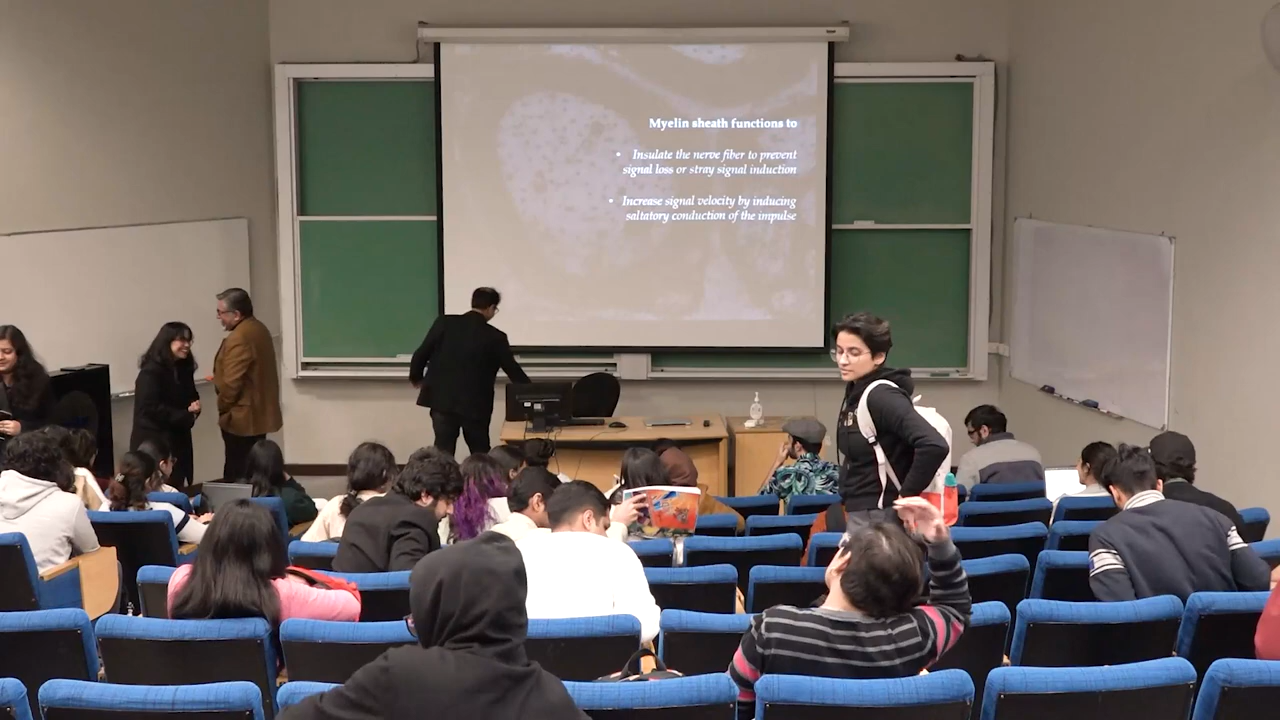 Myelin sheath functions to
• Insulate the nerve fiber to prevent
signal loss or stray signal induction
• Increase signal velocity by inducing
saltatory conduction of the impulse